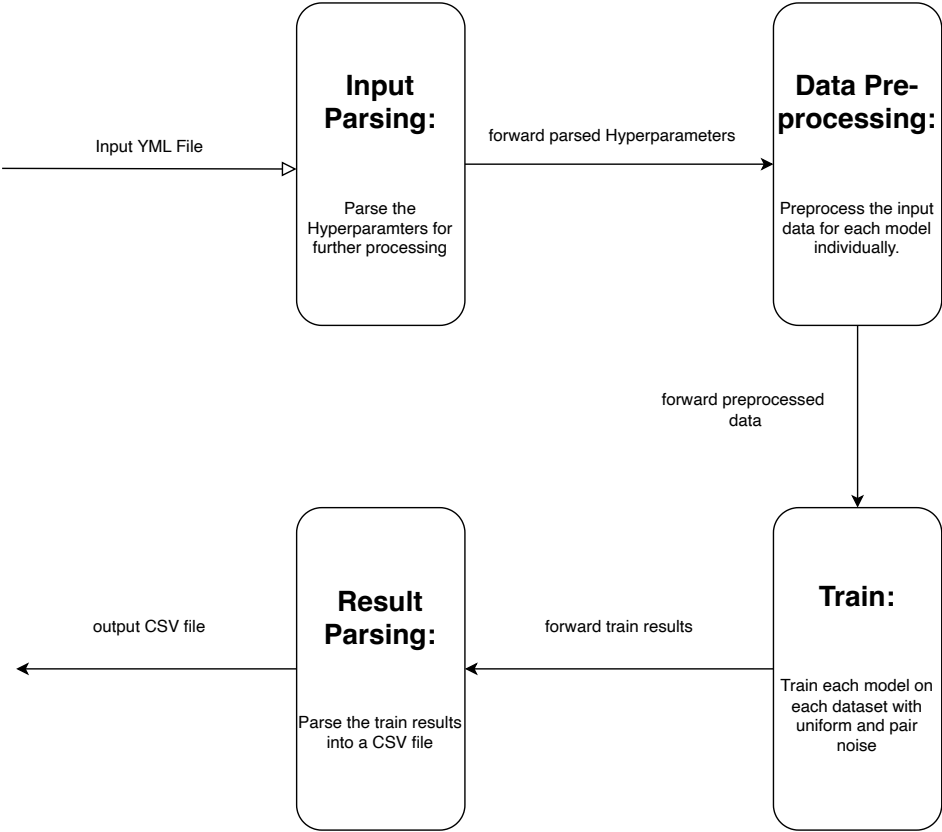 Input YML File
Input
Parsing:
Parse the
Hyperparamters for
further processing
forward parsed Hyperparameters
Data Pre-
processing:
Preprocess the input
data for each model
individually.
forward preprocessed
data
Train:
Train each model on
each dataset with
uniform and pair
noise
forward train results
Result
Parsing:
Parse the train results
into a CSV file
output CSV file